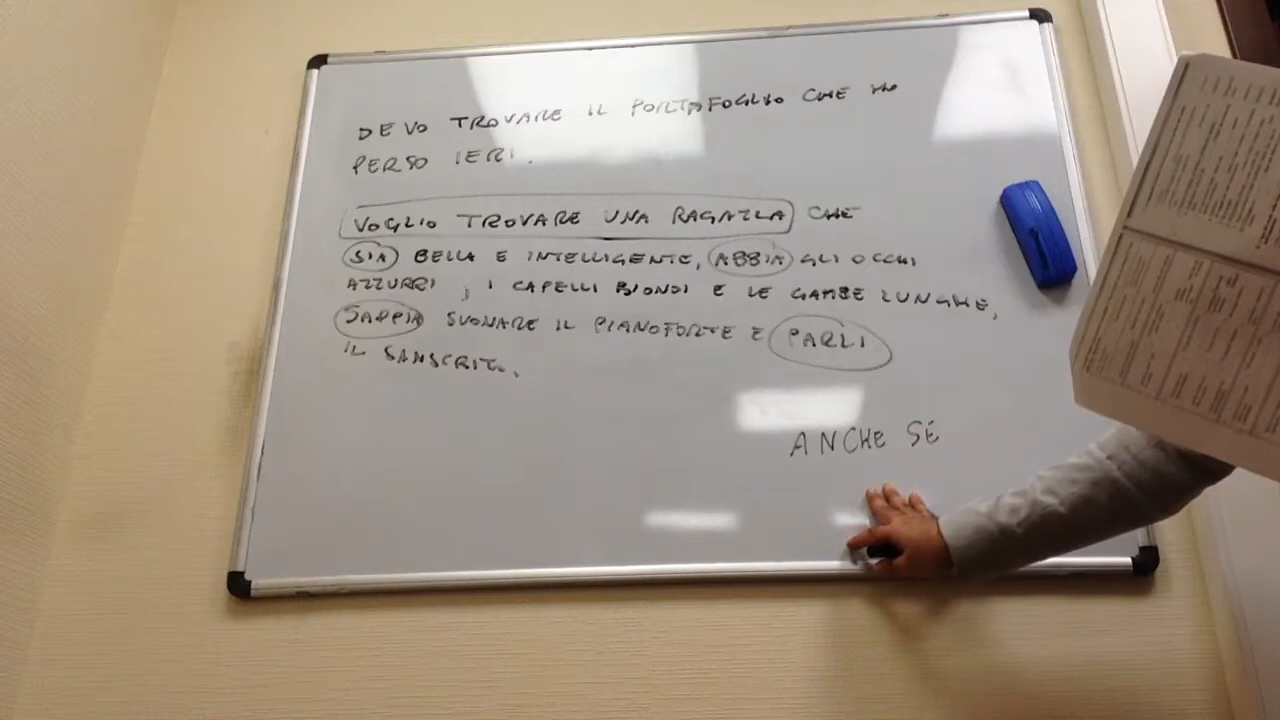 DEVO TROVARE IL PORTAFOGLIO CHE HO
PERSO IERI.
VOGLIO TROVARE UNA RAGAZZA CHE
SIA BELLA E INTELLIGENTE, ABBIA GLI OCCHI
AZZURRI, I CAPELLI BIONDI E LE GAMBE LUNGHE,
SAPPIA SUONARE IL PIANOFORTE E PARLI
IL SANSCRITO.
ANCHE SE